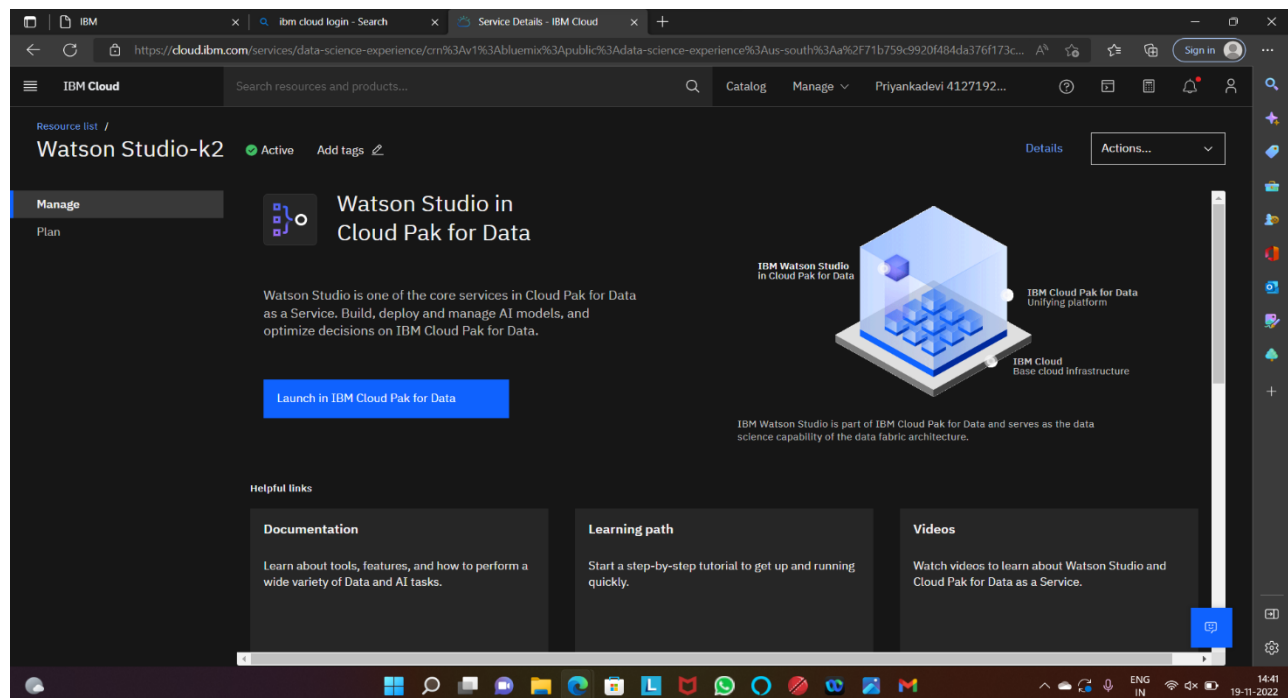 IBM
ibm cloud login - Search
Service Details - IBM Cloud
https://cloud.ibm.com/services/data-science-experience/crn%3Av1%3Abluemix%3Apublic%3Adata-science-experience%3Aus-south%3Aa%2F71b759c9920f484da376f173c...
Sign in
IBM Cloud
Search resources and products...
Catalog
Manage
Priyankadevi 4127192...
Resource list /
Watson Studio-k2
Active
Add tags
Details
Actions...
Manage
Plan
Watson Studio in
Cloud Pak for Data
Watson Studio is one of the core services in Cloud Pak for Data
as a Service. Build, deploy and manage AI models, and
optimize decisions on IBM Cloud Pak for Data.
Launch in IBM Cloud Pak for Data
IBM Watson Studio
in Cloud Pak for Data
IBM Cloud Pak for Data
Unifying platform
IBM Cloud
Base cloud infrastructure
IBM Watson Studio is part of IBM Cloud Pak for Data and serves as the data
science capability of the data fabric architecture.
Helpful links
Documentation
Learn about tools, features, and how to perform a
wide variety of Data and AI tasks.
Learning path
Start a step-by-step tutorial to get up and running
quickly.
Videos
Watch videos to learn about Watson Studio and
Cloud Pak for Data as a Service.
ENG
IN
14:41
19-11-2022